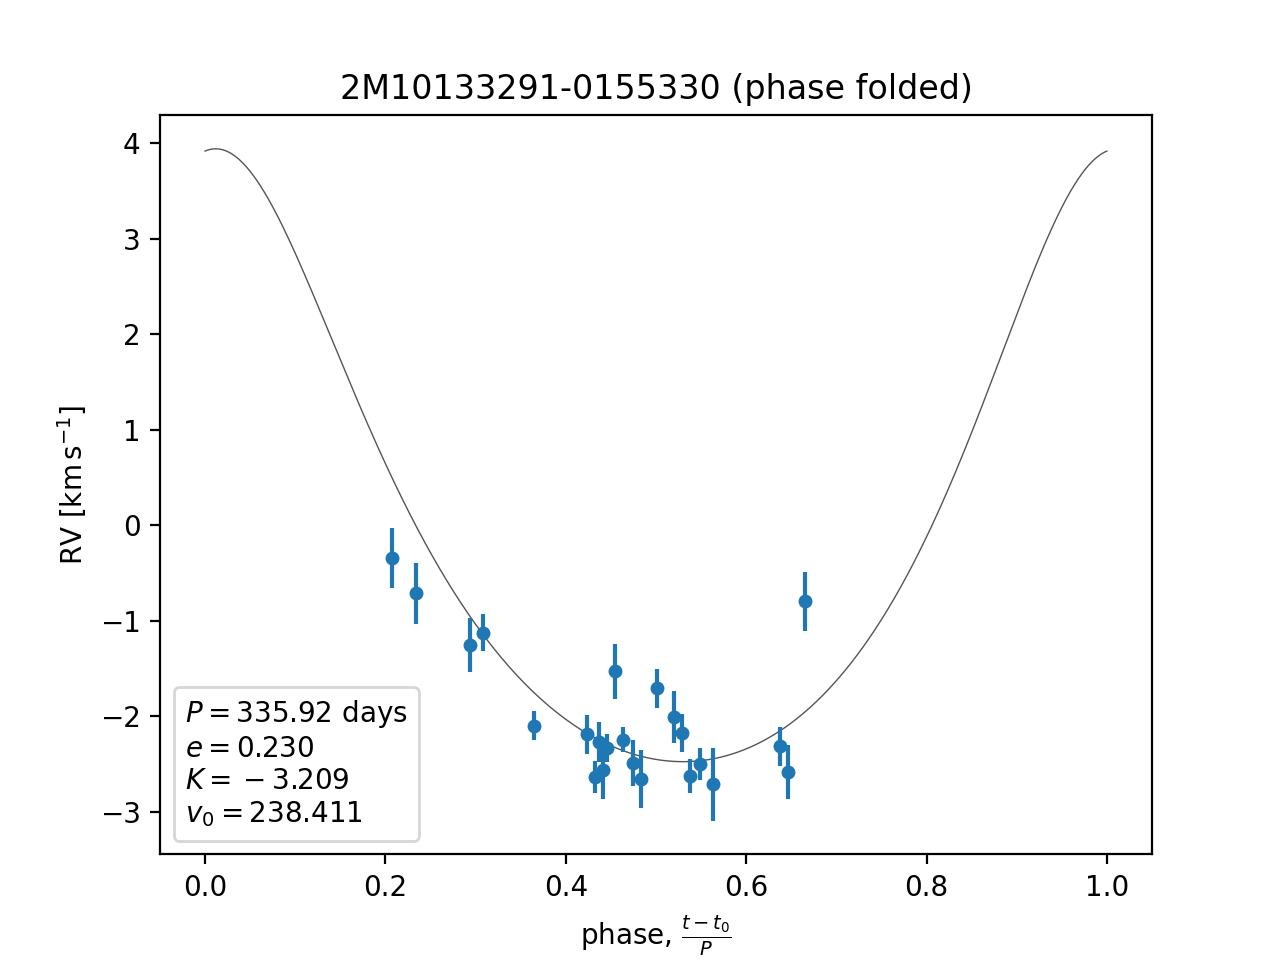 2M10133291-0155330 (phase folded)
4
3
2
1
0
−1
−2
−3
RV [km s⁻¹]
P = 335.92 days
e = 0.230
K = −3.209
v₀ = 238.411
0.0 0.2 0.4 0.6 0.8 1.0
phase, (t − t₀)/P